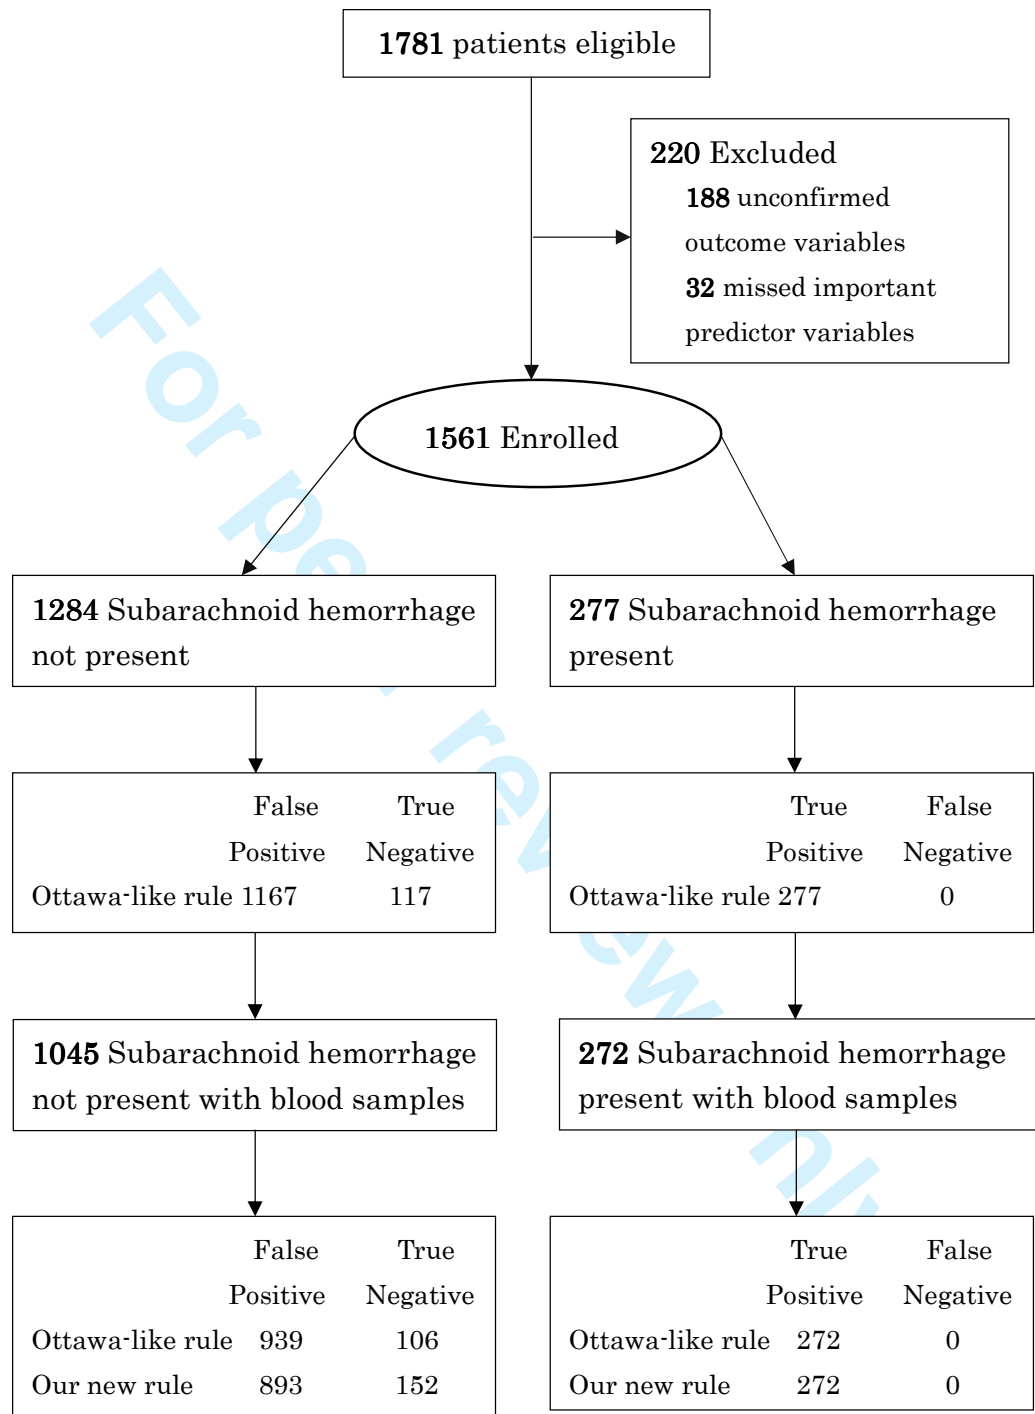 1781 patients eligible
220 Excluded
188 unconfirmed
outcome variables
32 missed important
predictor variables
1561 Enrolled
1284 Subarachnoid hemorrhage
not present
277 Subarachnoid hemorrhage
present
False True
Positive Negative
Ottawa-like rule 1167 117
True False
Positive Negative
Ottawa-like rule 277 0
1045 Subarachnoid hemorrhage
not present with blood samples
272 Subarachnoid hemorrhage
present with blood samples
False True
Positive Negative
Ottawa-like rule 939 106
Our new rule 893 152
True False
Positive Negative
Ottawa-like rule 272 0
Our new rule 272 0
For peer review only